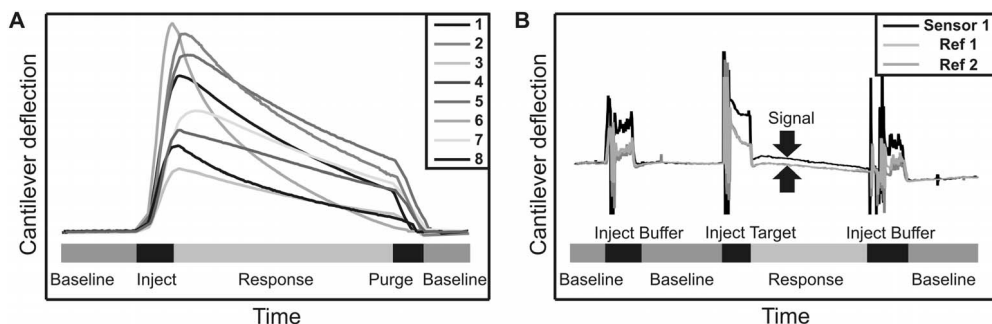 A
Cantilever deflection
1
2
3
4
5
6
7
8
Baseline
Inject
Response
Purge
Baseline
Time
B
Cantilever deflection
Sensor 1
Ref 1
Ref 2
Signal
Inject Buffer
Inject Target
Inject Buffer
Baseline
Baseline
Response
Baseline
Time